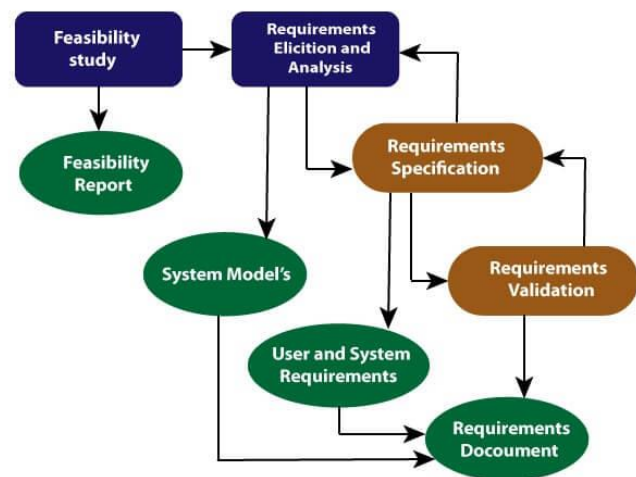 Feasibility
study
Requirements
Elicition and
Analysis
Feasibility
Report
Requirements
Specification
System Model's
Requirements
Validation
User and System
Requirements
Requirements
Docoument